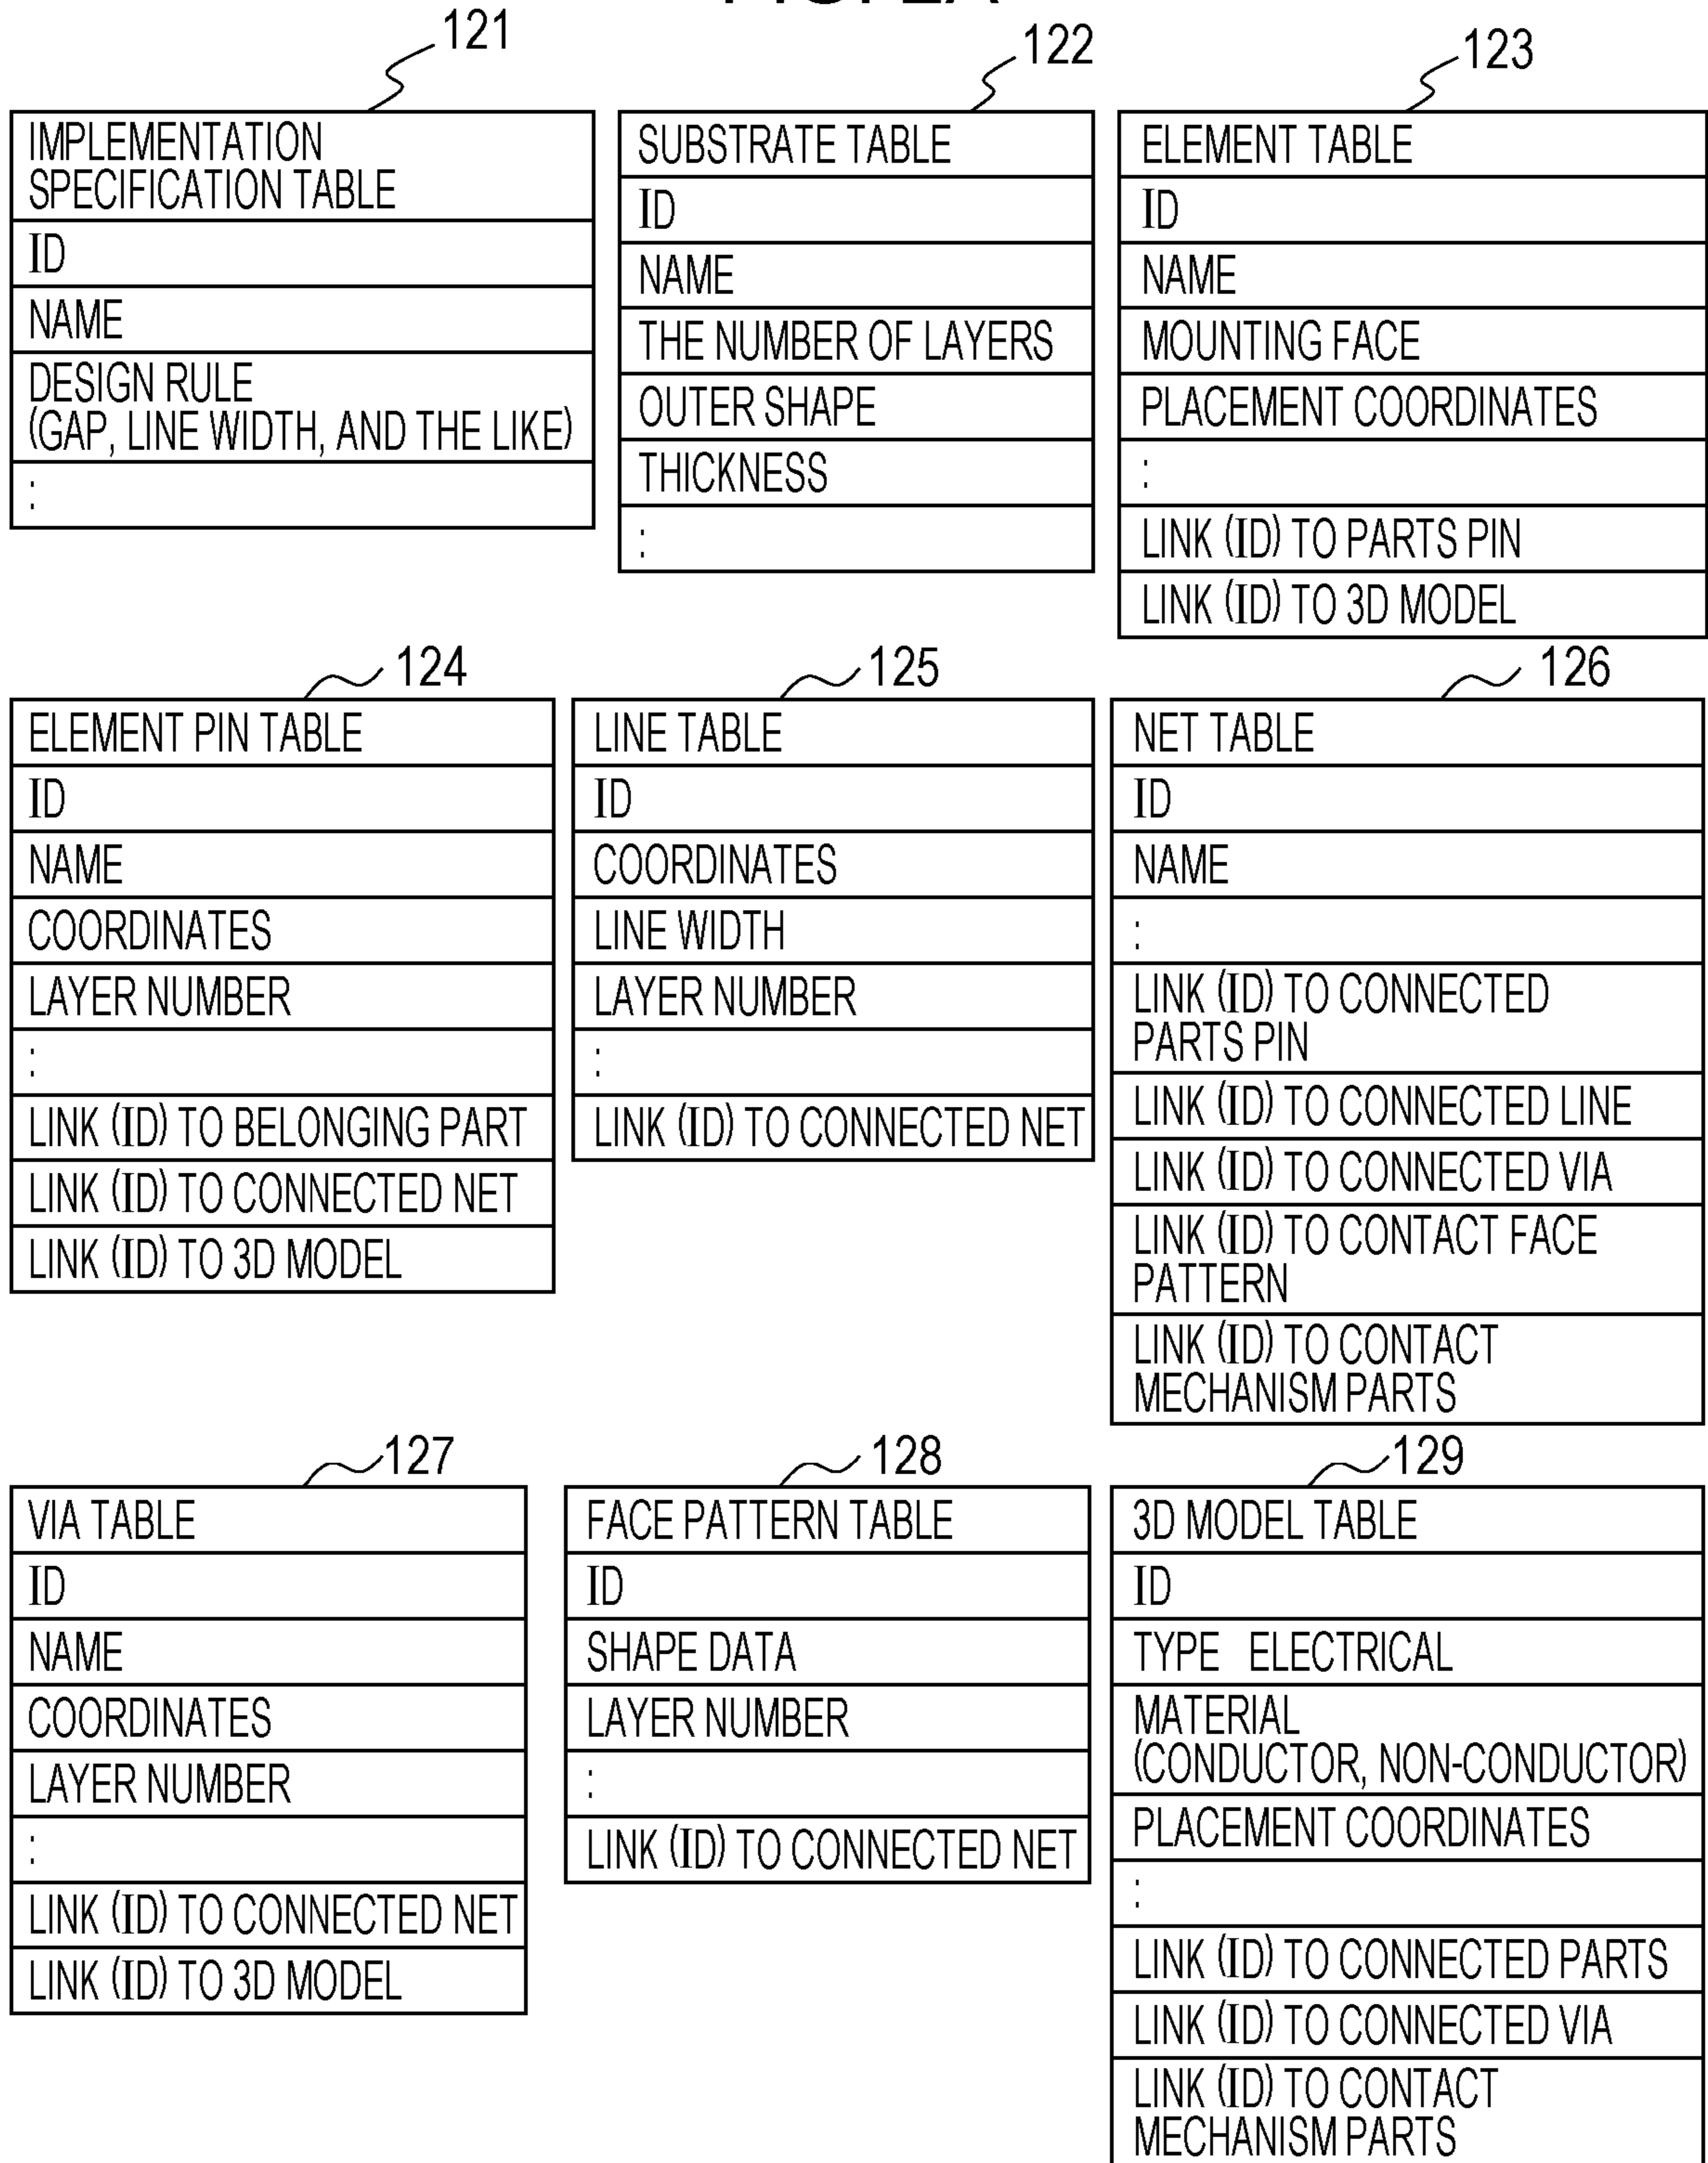 121
IMPLEMENTATION
SPECIFICATION TABLE
ID
NAME
DESIGN RULE
(GAP, LINE WIDTH, AND THE LIKE)
:
122
SUBSTRATE TABLE
ID
NAME
THE NUMBER OF LAYERS
OUTER SHAPE
THICKNESS
:
123
ELEMENT TABLE
ID
NAME
MOUNTING FACE
PLACEMENT COORDINATES
:
LINK (ID) TO PARTS PIN
LINK (ID) TO 3D MODEL
124
ELEMENT PIN TABLE
ID
NAME
COORDINATES
LAYER NUMBER
:
LINK (ID) TO BELONGING PART
LINK (ID) TO CONNECTED NET
LINK (ID) TO 3D MODEL
125
LINE TABLE
ID
COORDINATES
LINE WIDTH
LAYER NUMBER
:
LINK (ID) TO CONNECTED NET
126
NET TABLE
ID
NAME
:
LINK (ID) TO CONNECTED
PARTS PIN
LINK (ID) TO CONNECTED LINE
LINK (ID) TO CONNECTED VIA
LINK (ID) TO CONTACT FACE
PATTERN
LINK (ID) TO CONTACT
MECHANISM PARTS
127
VIA TABLE
ID
NAME
COORDINATES
LAYER NUMBER
:
LINK (ID) TO CONNECTED NET
LINK (ID) TO 3D MODEL
128
FACE PATTERN TABLE
ID
SHAPE DATA
LAYER NUMBER
:
LINK (ID) TO CONNECTED NET
129
3D MODEL TABLE
ID
TYPE ELECTRICAL
MATERIAL
(CONDUCTOR, NON-CONDUCTOR)
PLACEMENT COORDINATES
:
LINK (ID) TO CONNECTED PARTS
LINK (ID) TO CONNECTED VIA
LINK (ID) TO CONTACT
MECHANISM PARTS